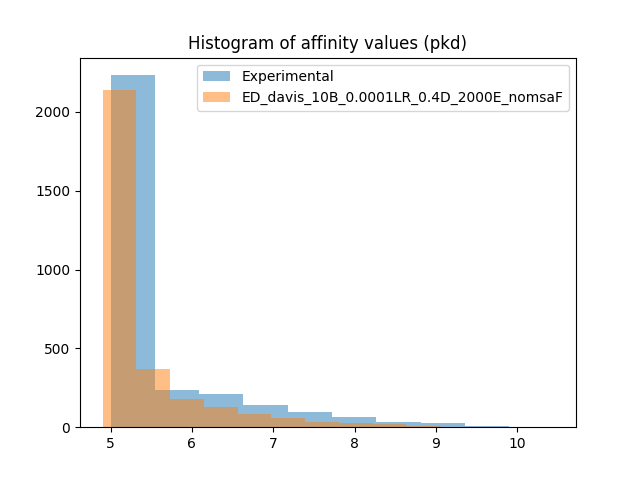 Histogram of affinity values (pkd)
Experimental
ED_davis_10B_0.0001LR_0.4D_2000E_nomsaF
2000
1500
1000
500
0
5 6 7 8 9 10